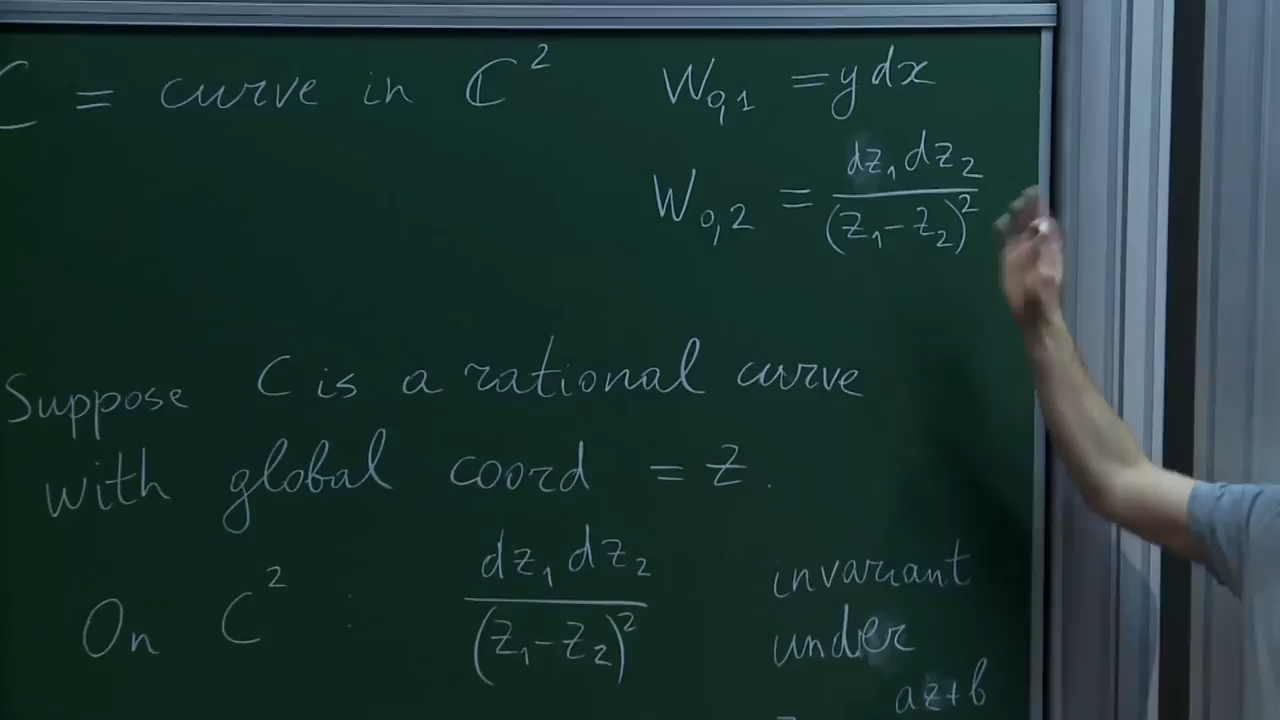 C = curve in ℂ² W₀,₁ = y dx
W₀,₂ = dz₁ dz₂ / (z₁ - z₂)²
Suppose C is a rational curve
with global coord = z.
On C² : dz₁ dz₂ / (z₁ - z₂)² invariant
under
az+b